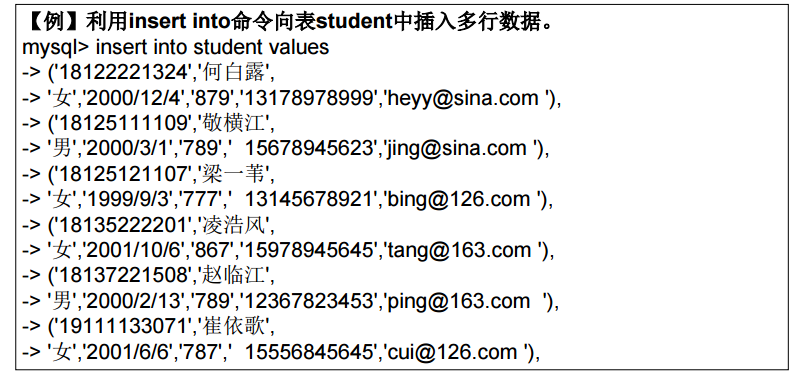 【例】利用insert into命令向表student中插入多行数据。
mysql> insert into student values
-> ('18122221324','何白露',
-> '女','2000/12/4','879','13178978999','heyy@sina.com '),
-> ('18125111109','敬横江',
-> '男','2000/3/1','789','  15678945623','jing@sina.com '),
-> ('18125121107','梁一苇',
-> '女','1999/9/3','777','  13145678921','bing@126.com '),
-> ('18135222201','凌浩风',
-> '女','2001/10/6','867','15978945645','tang@163.com '),
-> ('18137221508','赵临江',
-> '男','2000/2/13','789','12367823453','ping@163.com  '),
-> ('19111133071','崔依歌',
-> '女','2001/6/6','787','  15556845645','cui@126.com '),